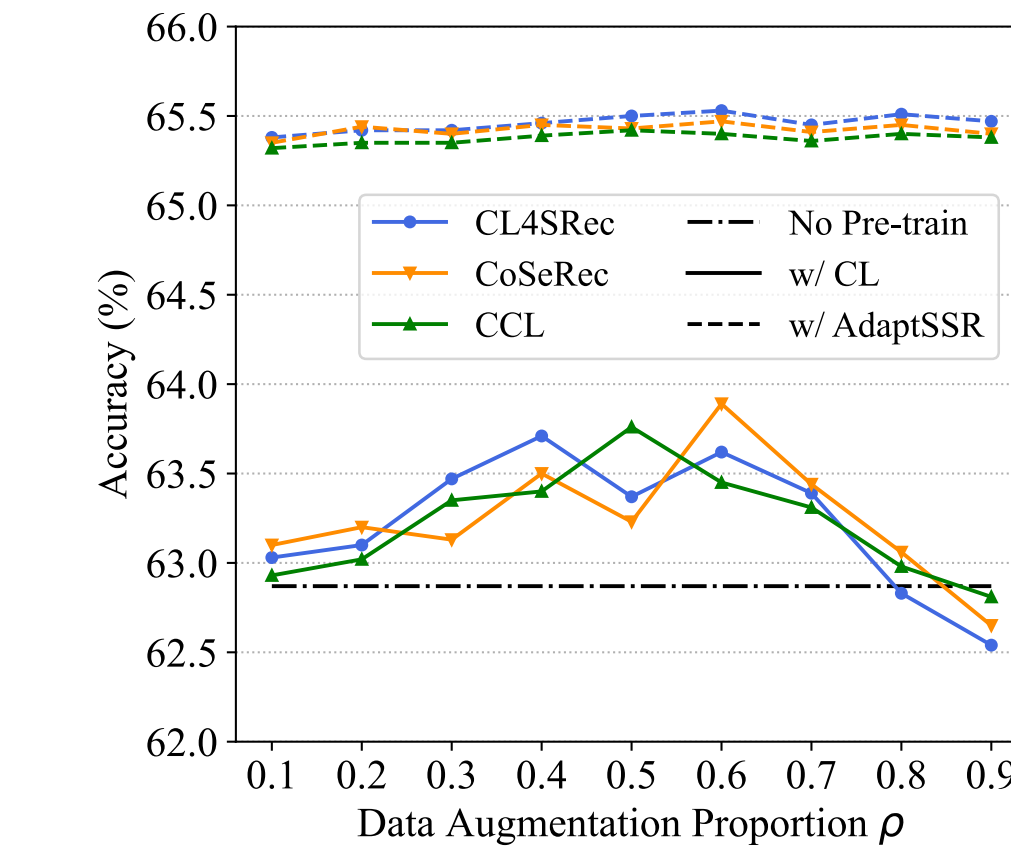 66.0
65.5
65.0
64.5
64.0
63.5
63.0
62.5
62.0
Accuracy (%)
CL4SRec
CoSeRec
CCL
No Pre-train
w/ CL
w/ AdaptSSR
0.1 0.2 0.3 0.4 0.5 0.6 0.7 0.8 0.9
Data Augmentation Proportion ρ